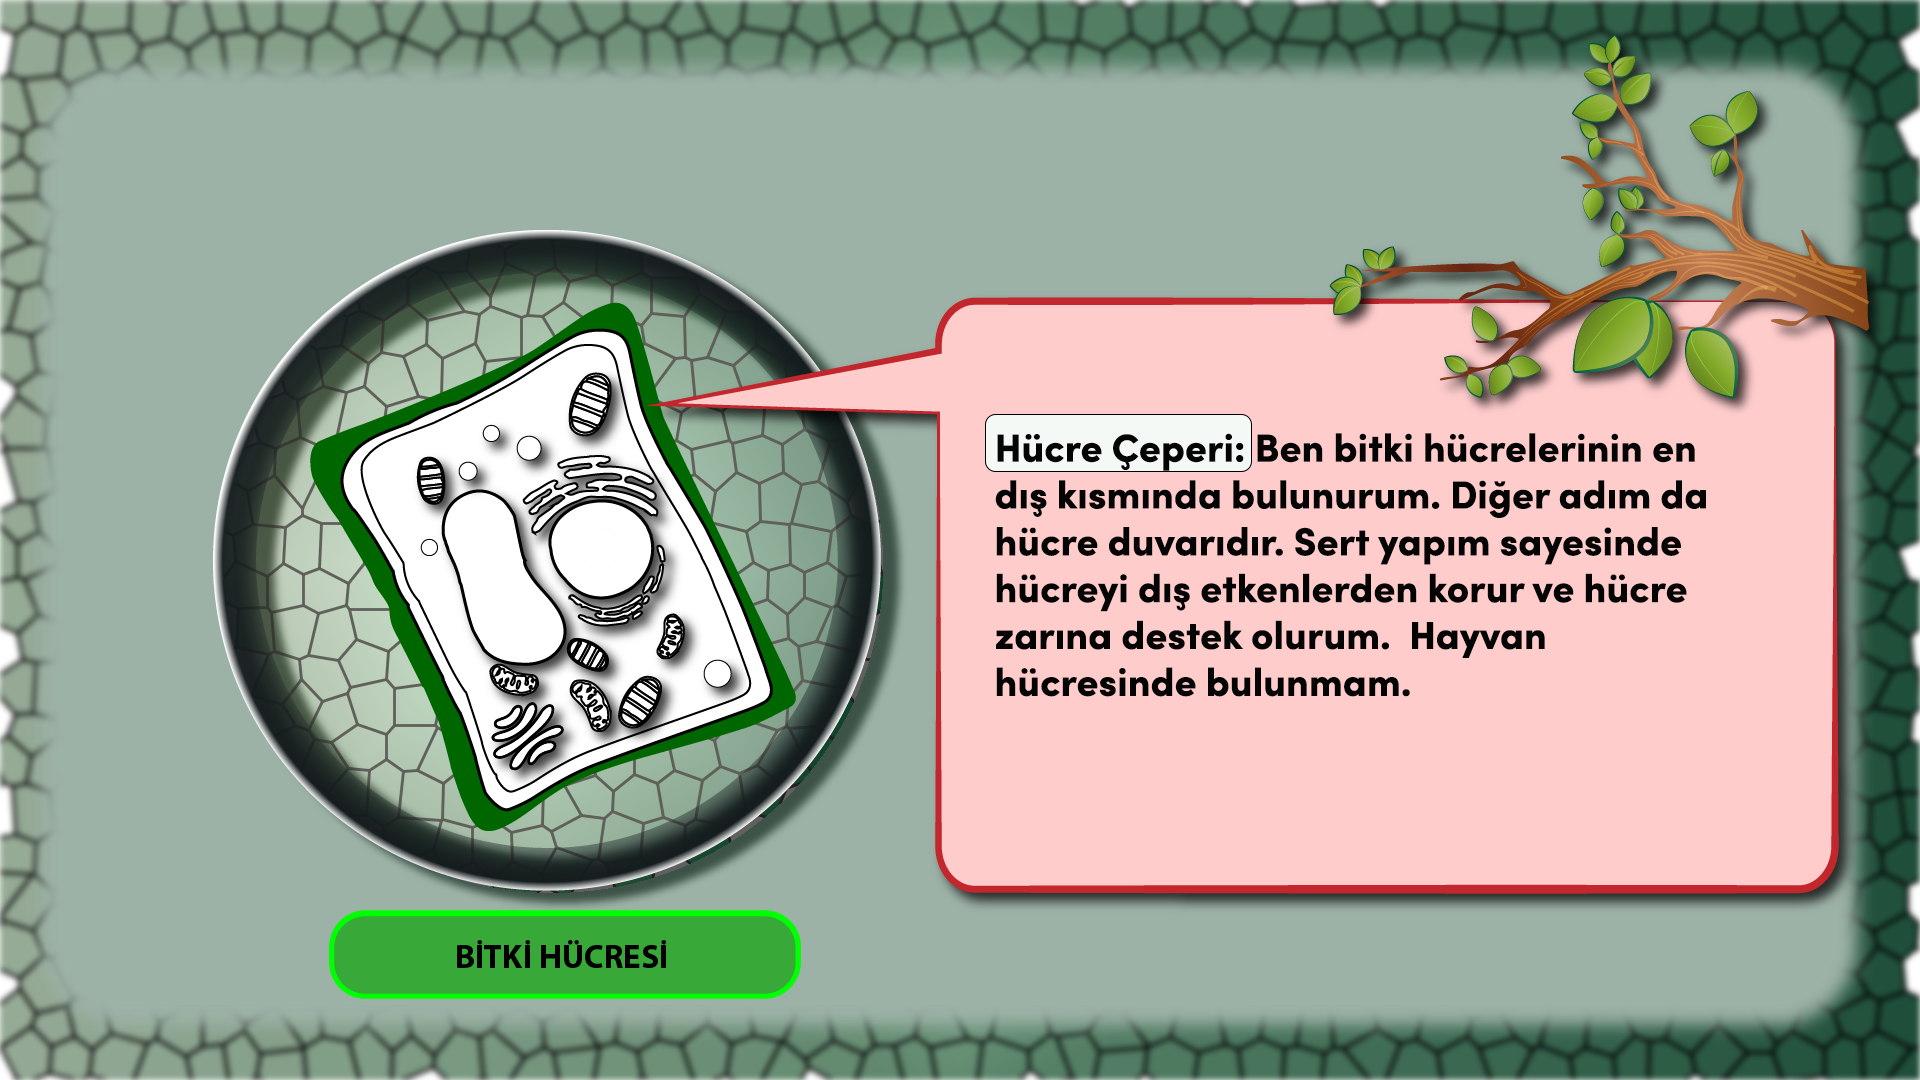 Hücre Çeperi: Ben bitki hücrelerinin en
dış kısmında bulunurum. Diğer adım da
hücre duvarıdır. Sert yapım sayesinde
hücreyi dış etkenlerden korur ve hücre
zarına destek olurum. Hayvan
hücresinde bulunmam.
BİTKİ HÜCRESİ